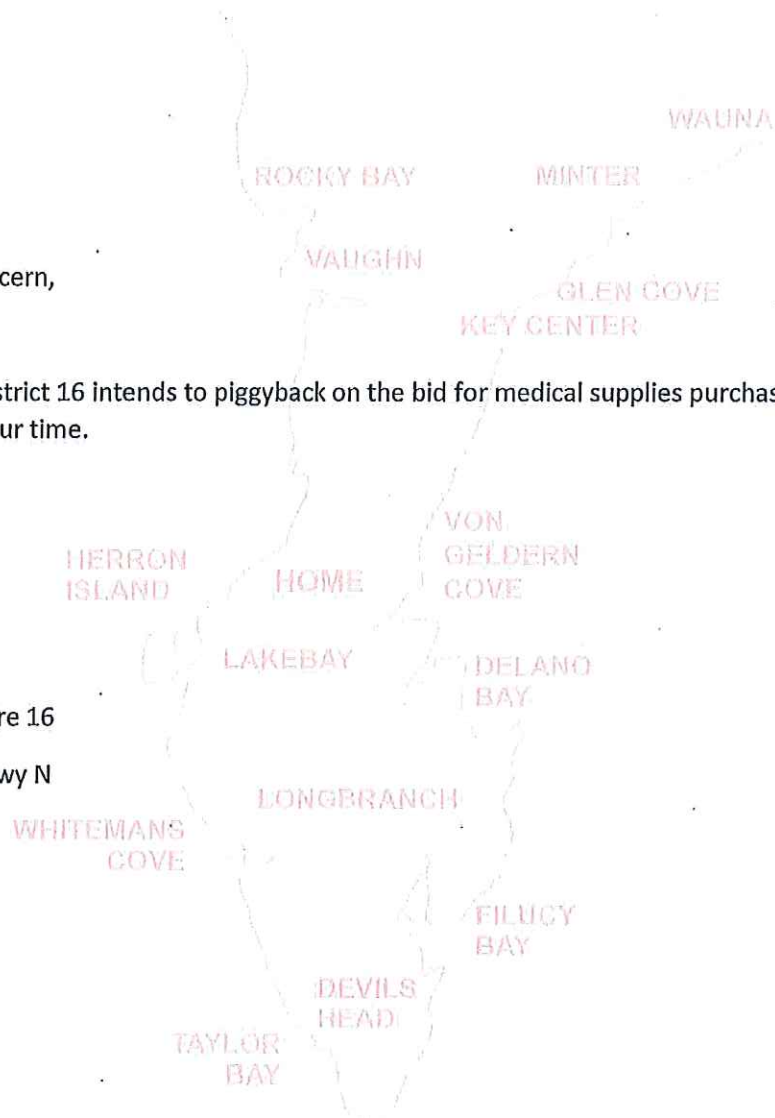 WAUNA
ROCKY BAY
MINTER
VAUGHN
cern,
GLEN COVE
KEY CENTER
strict 16 intends to piggyback on the bid for medical supplies purchas
ur time.
VON
GELDERN
COVE
HERRON
ISLAND
HOME
LAKEBAY
DELANO
BAY
re 16
wy N
LONGBRANCH
WHITEMANS
COVE
FILUCY
BAY
DEVILS
HEAD
TAYLOR
BAY